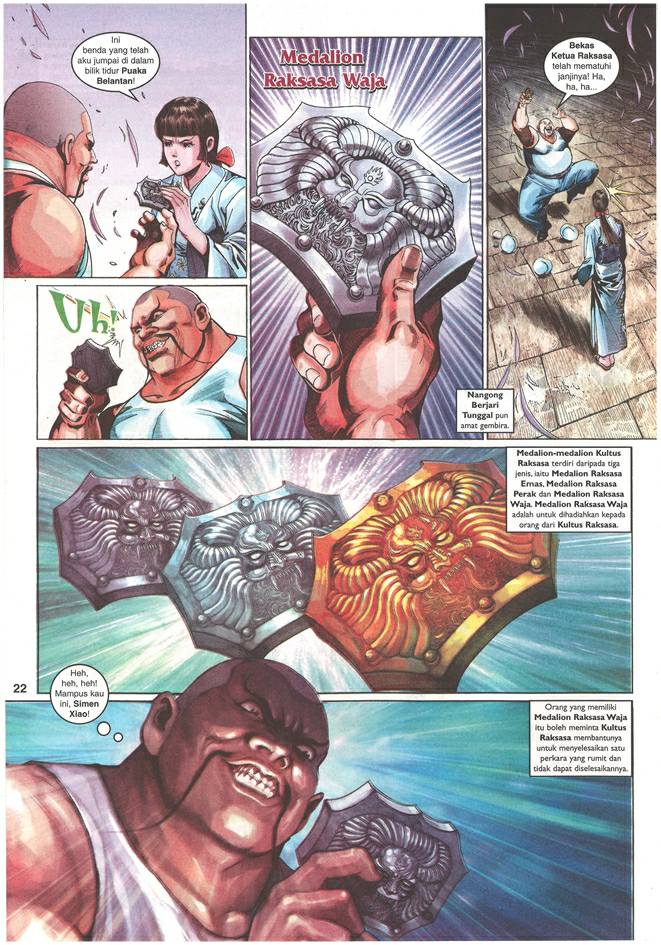 Ini
benda yang telah
aku jumpai di dalam
bilik tidur Puaka
Belantan!
Medalion
Raksasa Waja
Bekas
Ketua Raksasa
telah mematuhi
janjinya! Ha,
ha, ha...
Uh!
Nangong
Berjari
Tunggal pun
amat gembira.
Medalion-medalion Kultus
Raksasa terdiri daripada tiga
jenis, iaitu Medalion Raksasa
Emas, Medalion Raksasa
Perak dan Medalion Raksasa
Waja. Medalion Raksasa Waja
adalah untuk dihadiahkan kepada
orang dari Kultus Raksasa.
22
Heh,
heh, heh!
Mampus kau
ini, Simen
Xiao!
Orang yang memiliki
Medalion Raksasa Waja
itu boleh meminta Kultus
Raksasa membantunya
untuk menyelesaikan satu
perkara yang rumit dan
tidak dapat diselesaikannya.